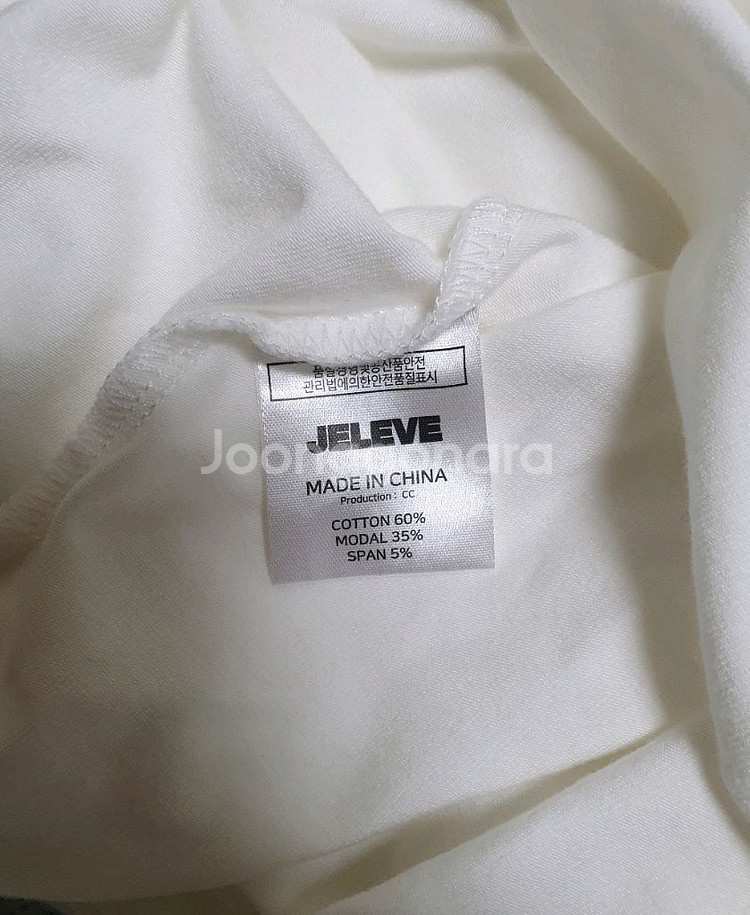 품질경영및공산품안전
관리법에의한안전품질표시
JELEVE
Joongonara
MADE IN CHINA
Production : CC
COTTON 60%
MODAL 35%
SPAN 5%